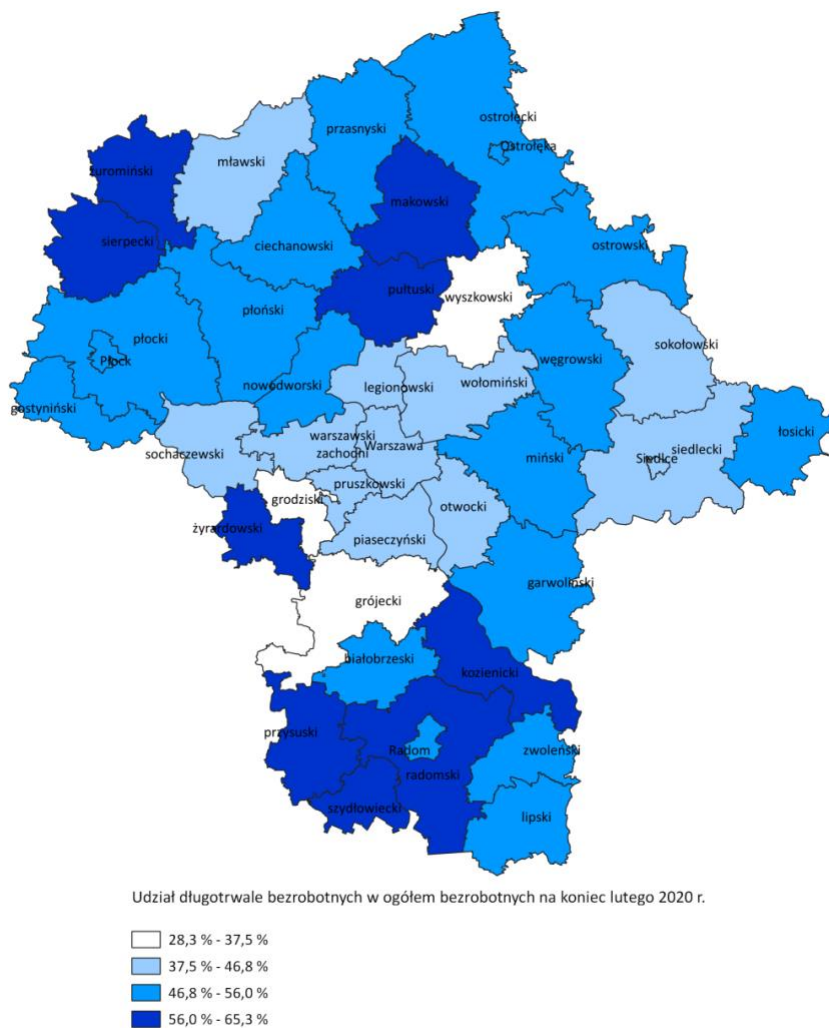 ostrołęcki
przasnyski
Ostrołęka
mławski
żuromiński
makowski
sierpecki
ciechanowski
ostrowski
pułtuski
wyszkowski
płoński
płocki
sokołowski
węgrowski
Płock
nowodworski
legionowski
wołomiński
gostyniński
łosicki
warszawski
zachodni
Warszawa
sochaczewski
siedlecki
Siedlce
miński
pruszkowski
grodziski
otwocki
żyrardowski
piaseczyński
garwoliński
grójecki
białobrzeski
kozienicki
przysuski
Radom
zwoleński
radomski
szydłowiecki
lipski
Udział długotrwale bezrobotnych w ogółem bezrobotnych na koniec lutego 2020 r.
28,3 % - 37,5 %
37,5 % - 46,8 %
46,8 % - 56,0 %
56,0 % - 65,3 %